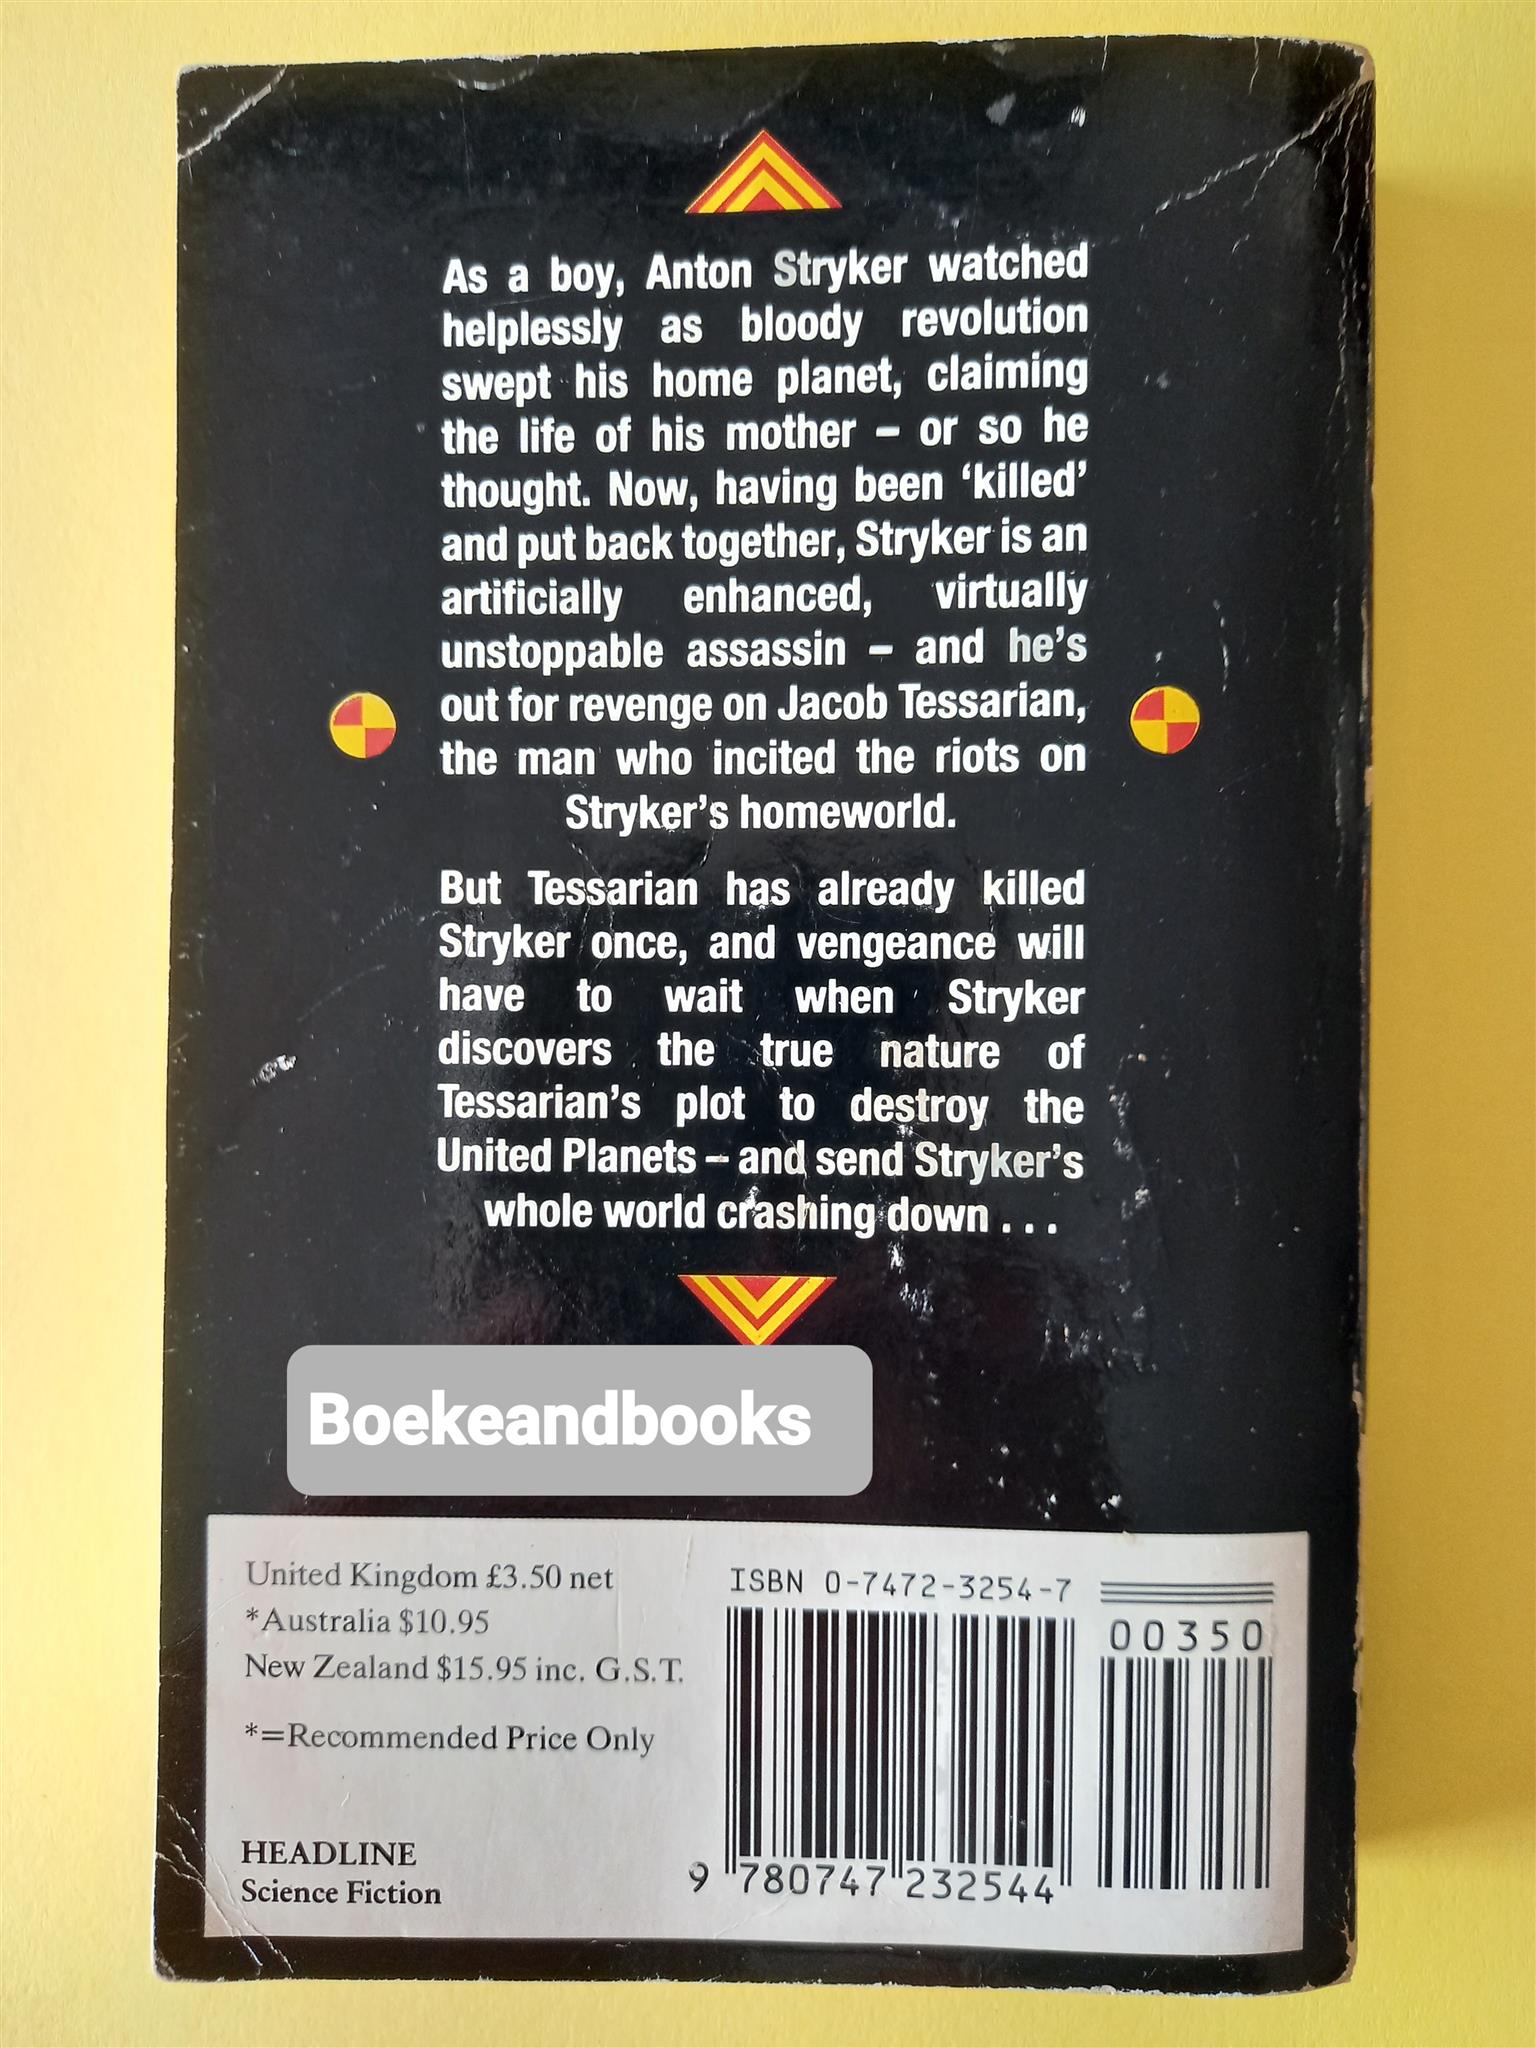 As a boy, Anton Stryker watched
helplessly as bloody revolution
swept his home planet, claiming
the life of his mother – or so he
thought. Now, having been ‘killed’
and put back together, Stryker is an
artificially enhanced, virtually
unstoppable assassin – and he’s
out for revenge on Jacob Tessarian,
the man who incited the riots on
Stryker’s homeworld.
But Tessarian has already killed
Stryker once, and vengeance will
have to wait when Stryker
discovers the true nature of
Tessarian’s plot to destroy the
United Planets – and send Stryker’s
whole world crashing down . . .
Boekeandbooks
United Kingdom £3.50 net
*Australia $10.95
New Zealand $15.95 inc. G.S.T.
*=Recommended Price Only
HEADLINE
Science Fiction
ISBN 0-7472-3254-7
00350
9 780747 232544